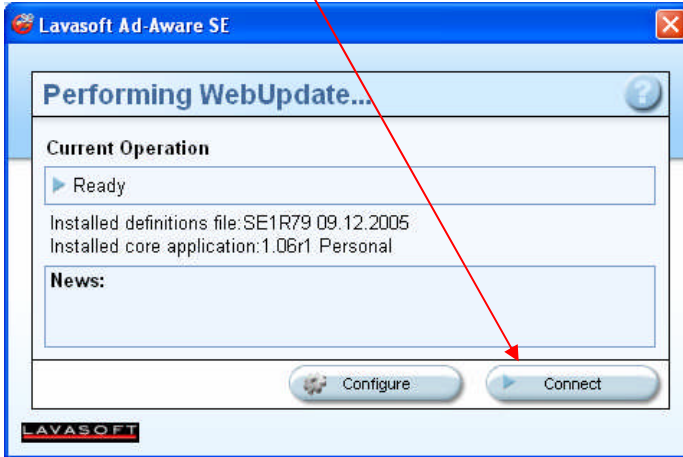 Lavasoft Ad-Aware SE
Performing WebUpdate...
Current Operation
Ready
Installed definitions file:SE1R79 09.12.2005
Installed core application:1.06r1 Personal
News:
Configure
Connect
LAVASOFT